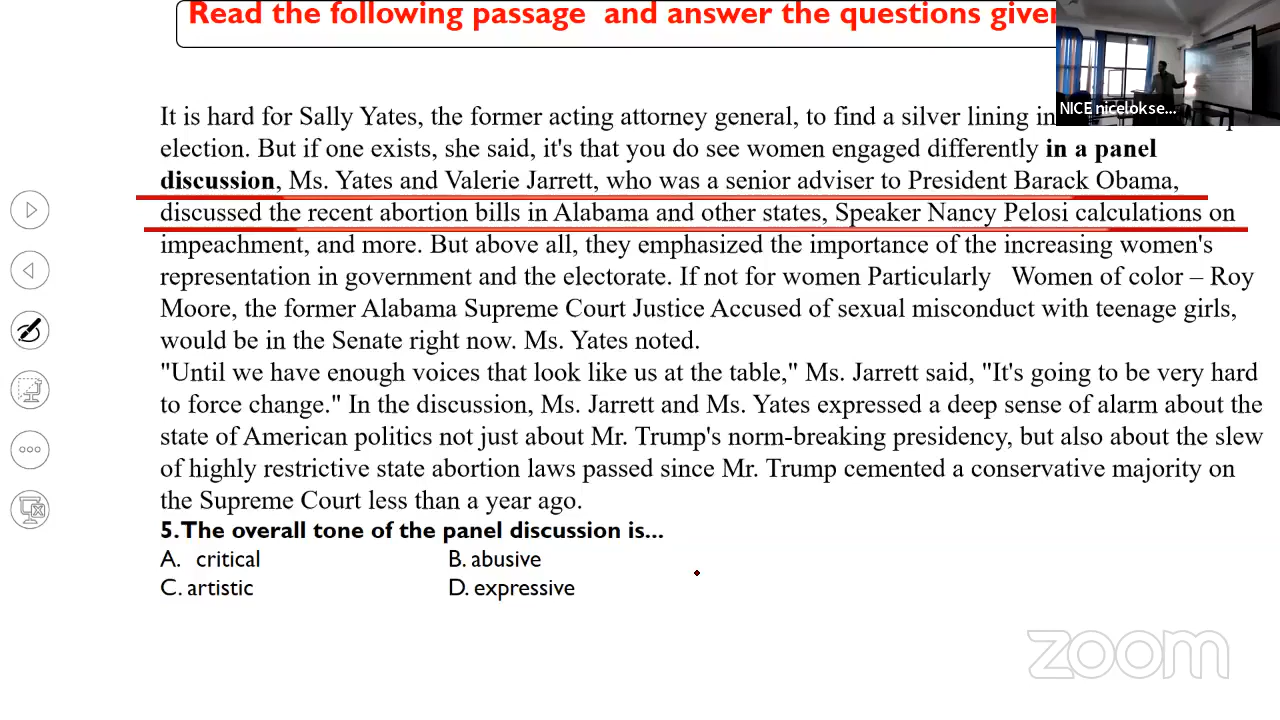 Read the following passage and answer the questions given
NICE nicelokse...
It is hard for Sally Yates, the former acting attorney general, to find a silver lining in
election. But if one exists, she said, it's that you do see women engaged differently in a panel
discussion, Ms. Yates and Valerie Jarrett, who was a senior adviser to President Barack Obama,
discussed the recent abortion bills in Alabama and other states, Speaker Nancy Pelosi calculations on
impeachment, and more. But above all, they emphasized the importance of the increasing women's
representation in government and the electorate. If not for women Particularly Women of color – Roy
Moore, the former Alabama Supreme Court Justice Accused of sexual misconduct with teenage girls,
would be in the Senate right now. Ms. Yates noted.
"Until we have enough voices that look like us at the table," Ms. Jarrett said, "It's going to be very hard
to force change." In the discussion, Ms. Jarrett and Ms. Yates expressed a deep sense of alarm about the
state of American politics not just about Mr. Trump's norm-breaking presidency, but also about the slew
of highly restrictive state abortion laws passed since Mr. Trump cemented a conservative majority on
the Supreme Court less than a year ago.
5. The overall tone of the panel discussion is...
A. critical B. abusive
C. artistic D. expressive
zoom